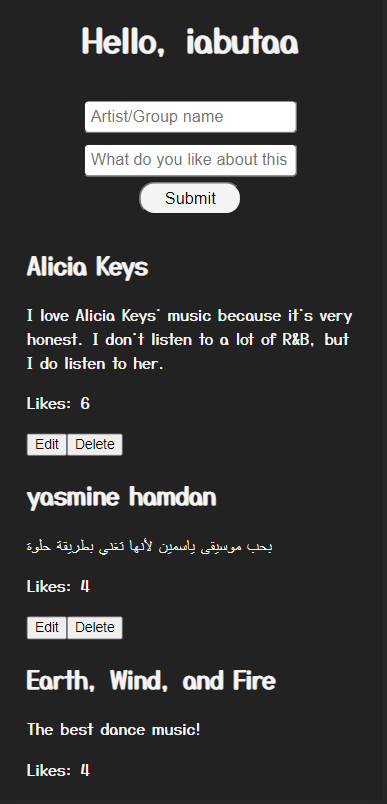 Hello, iabutaa
Artist/Group name
What do you like about this
Submit
Alicia Keys
I love Alicia Keys' music because it's very
honest. I don't listen to a lot of R&B, but
I do listen to her.
Likes: 6
Edit Delete
yasmine hamdan
بحب موسيقى ياسمين لأنها تغني بطريقة حلوة
Likes: 4
Edit Delete
Earth, Wind, and Fire
The best dance music!
Likes: 4